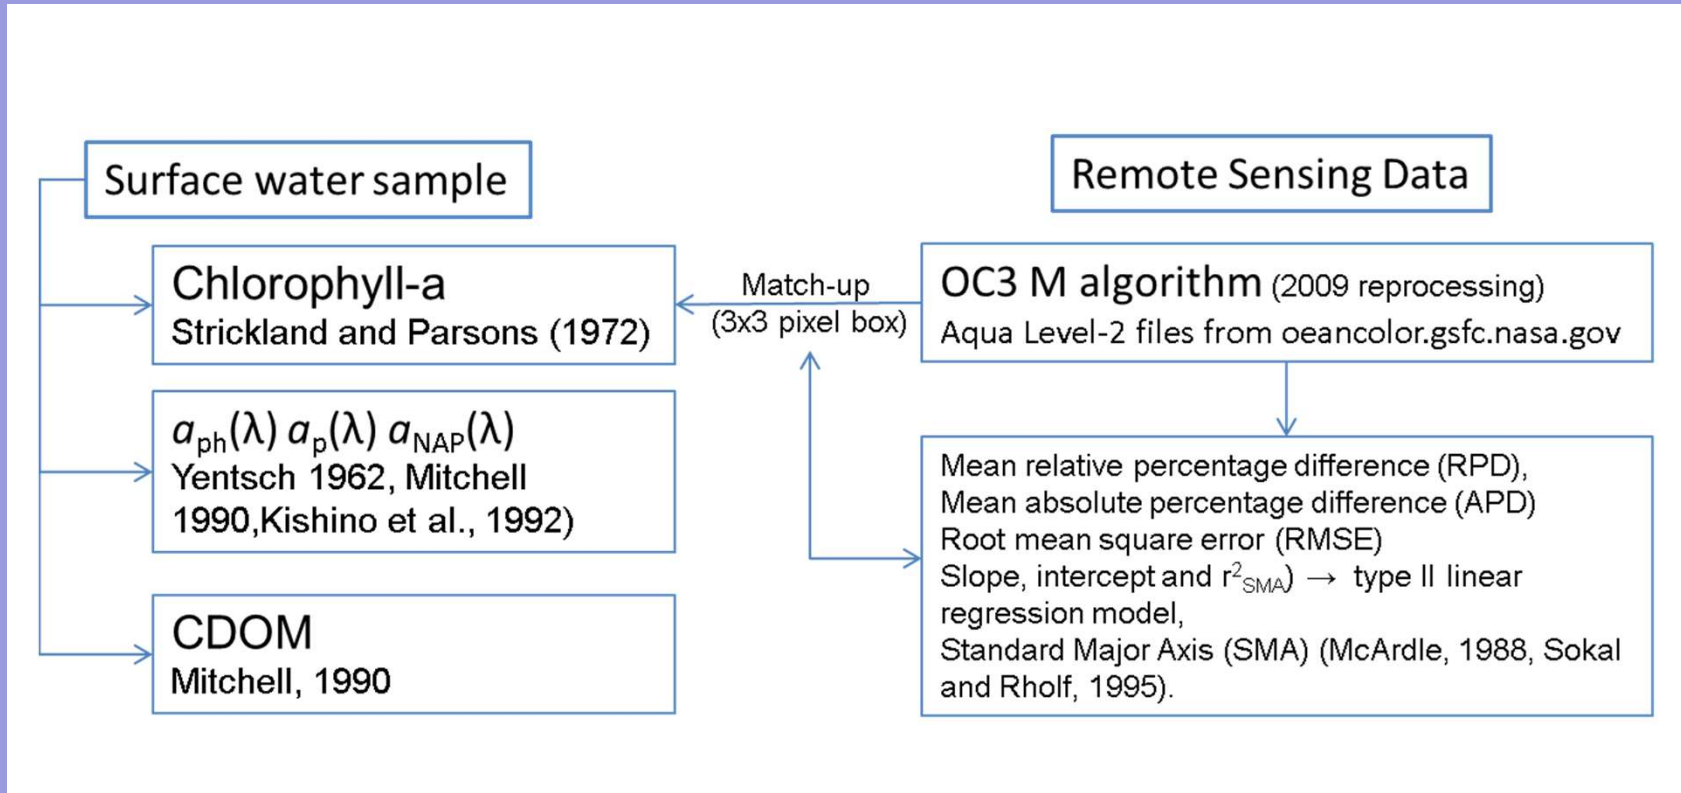 Surface water sample
Chlorophyll-a
Strickland and Parsons (1972)
aph(λ) ap(λ) aNAP(λ)
Yentsch 1962, Mitchell
1990,Kishino et al., 1992)
CDOM
Mitchell, 1990
Match-up
(3x3 pixel box)
Remote Sensing Data
OC3 M algorithm (2009 reprocessing)
Aqua Level-2 files from oeancolor.gsfc.nasa.gov
Mean relative percentage difference (RPD),
Mean absolute percentage difference (APD)
Root mean square error (RMSE)
Slope, intercept and r²SMA) → type II linear
regression model,
Standard Major Axis (SMA) (McArdle, 1988, Sokal
and Rholf, 1995).